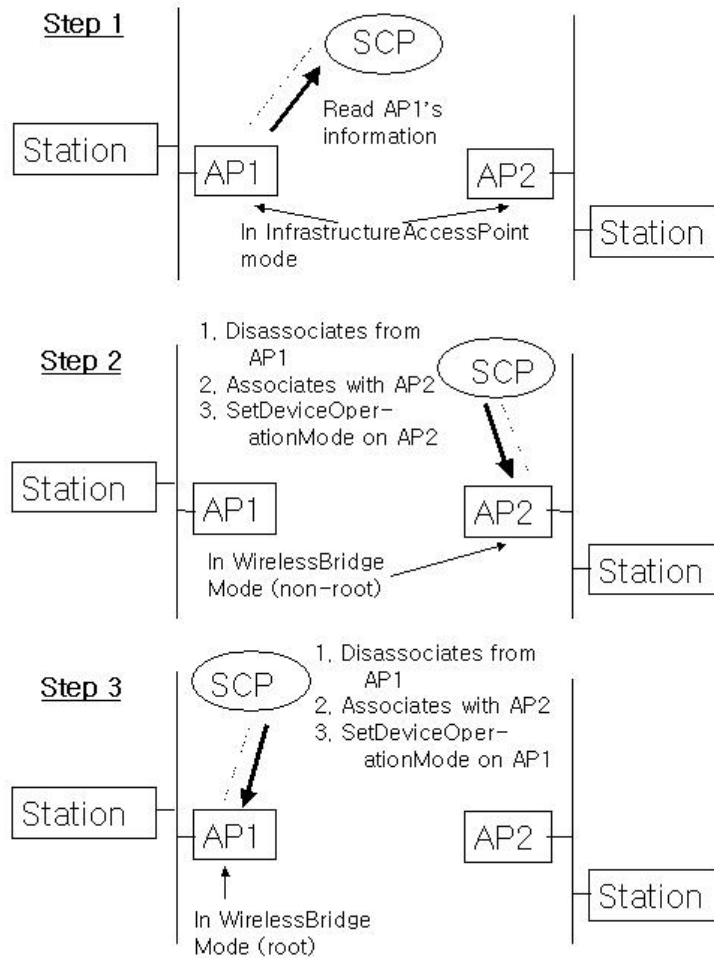 Step 1
SCP
Read AP1's
information
Station
AP1
AP2
In InfrastructureAccessPoint
mode
Station
Step 2
1, Disassociates from
AP1
2, Associates with AP2
3, SetDeviceOper-
ationMode on AP2
SCP
Station
AP1
AP2
In WirelessBridge
Mode (non-root)
Station
Step 3
SCP
1, Disassociates from
AP1
2, Associates with AP2
3, SetDeviceOper-
ationMode on AP1
Station
AP1
AP2
Station
In WirelessBridge
Mode (root)